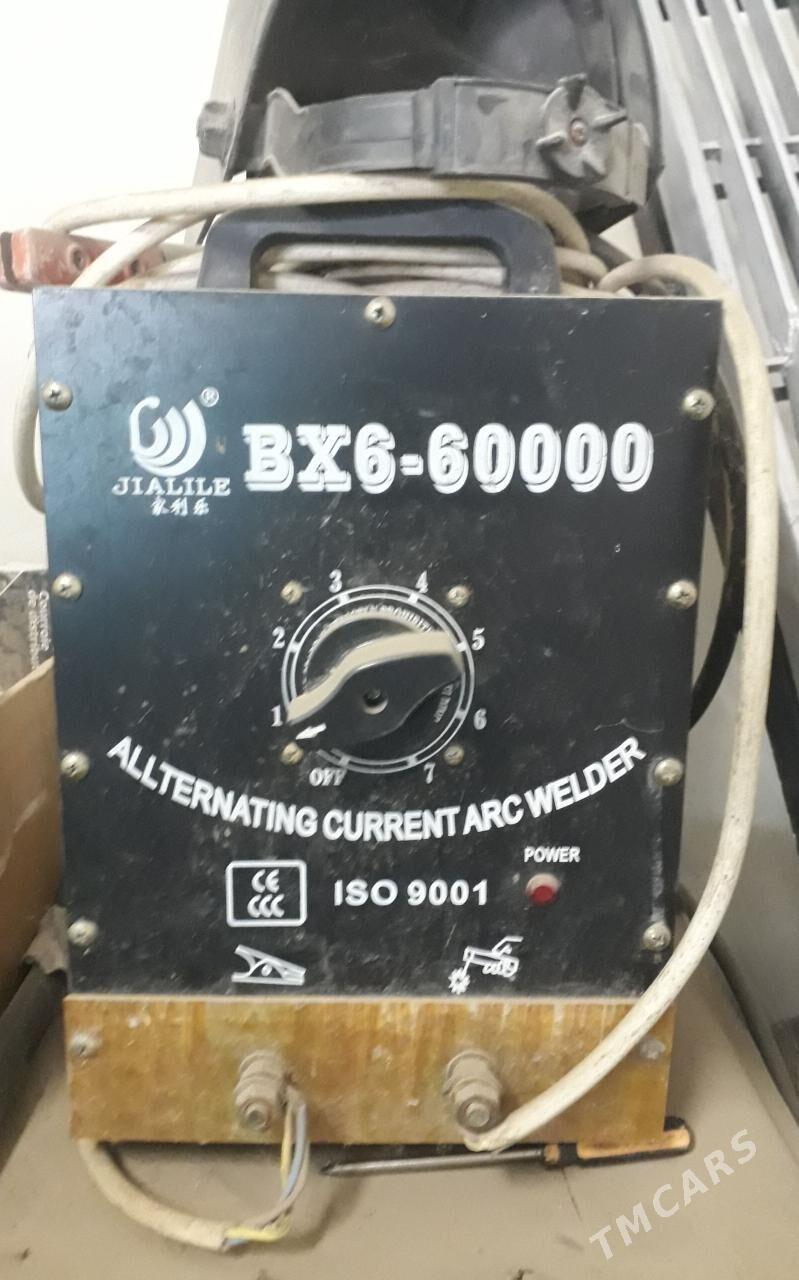 ®
JIALILE
家利乐
BX6-60000
3 4
2 5
1 6
OFF 7
ALLTERNATING CURRENT ARC WELDER
POWER
CE
CCC
ISO 9001
TMCARS